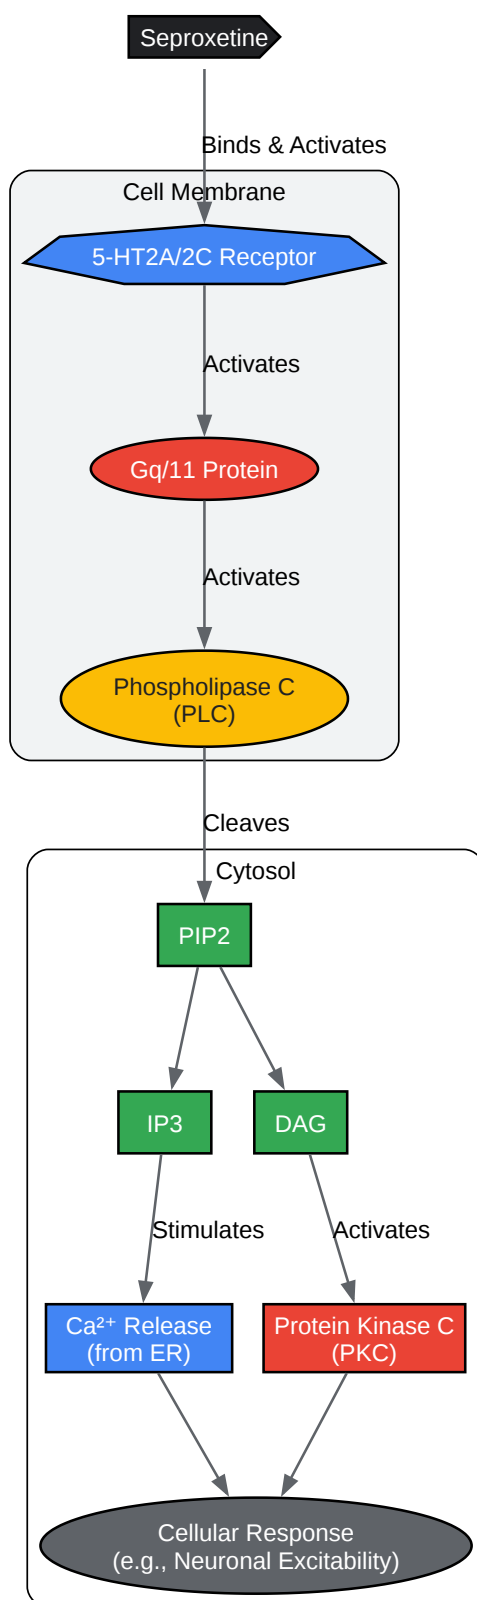 Seproxetine
Binds & Activates
Cell Membrane
5-HT2A/2C Receptor
Activates
Gq/11 Protein
Activates
Phospholipase C
(PLC)
Cleaves
Cytosol
PIP2
IP3
DAG
Stimulates
Activates
Ca²⁺ Release
(from ER)
Protein Kinase C
(PKC)
Cellular Response
(e.g., Neuronal Excitability)